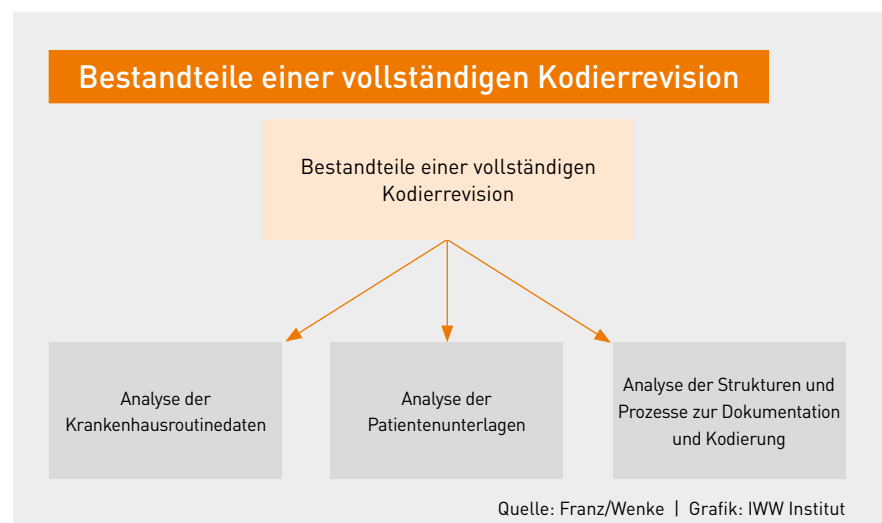 Bestandteile einer vollständigen Kodierrevision
Bestandteile einer vollständigen
Kodierrevision
Analyse der
Krankenhausroutinedaten
Analyse der
Patientenunterlagen
Analyse der Strukturen und
Prozesse zur Dokumentation
und Kodierung
Quelle: Franz/Wenke | Grafik: IWW Institut